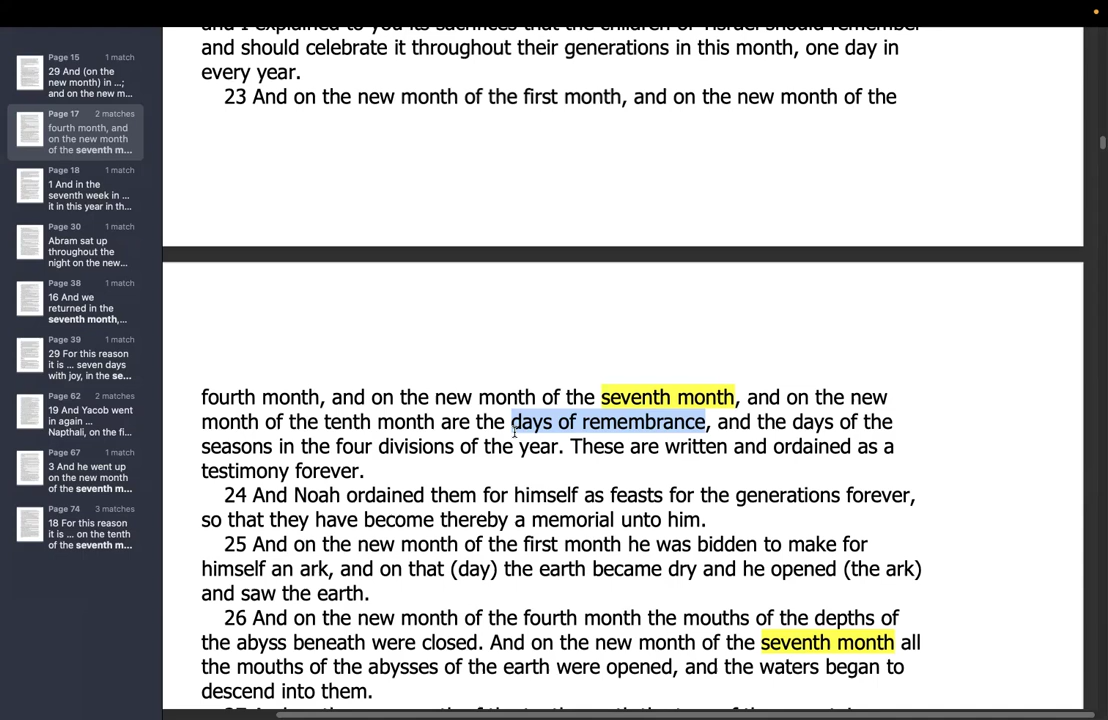 Page 15 1 match
29 And (on the
new month) in ...;
and on the new m...
Page 17 2 matches
fourth month, and
on the new month
of the seventh m...
Page 18 1 match
1 And in the
seventh week in ...
it in this year in th...
Page 30 1 match
Abram sat up
throughout the
night on the new...
Page 38 1 match
16 And we
returned in the
seventh month,...
Page 39 1 match
29 For this reason
it is ... seven days
with joy, in the se...
Page 62 2 matches
19 And Yacob went
in again ...
Napthali, on the fi...
Page 67 1 match
3 And he went up
on the new month
of the seventh m...
Page 74 3 matches
18 For this reason
it is ... on the tenth
of the seventh m...
and I explained to you its sacrifices that the children of Yisrael should remember
and should celebrate it throughout their generations in this month, one day in
every year.
23 And on the new month of the first month, and on the new month of the
fourth month, and on the new month of the seventh month, and on the new
month of the tenth month are the days of remembrance, and the days of the
seasons in the four divisions of the year. These are written and ordained as a
testimony forever.
24 And Noah ordained them for himself as feasts for the generations forever,
so that they have become thereby a memorial unto him.
25 And on the new month of the first month he was bidden to make for
himself an ark, and on that (day) the earth became dry and he opened (the ark)
and saw the earth.
26 And on the new month of the fourth month the mouths of the depths of
the abyss beneath were closed. And on the new month of the seventh month all
the mouths of the abysses of the earth were opened, and the waters began to
descend into them.